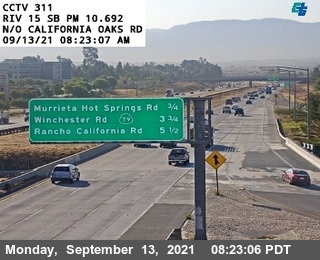 CCTV 311
RIV 15 SB PM 10.692
N/O CALIFORNIA OAKS RD
09/13/21 08:23:07 AM
Murrieta Hot Springs Rd 3/4
Winchester Rd 79 3 3/4
Rancho California Rd 5 1/2
Monday, September 13, 2021 08:23:06 PDT